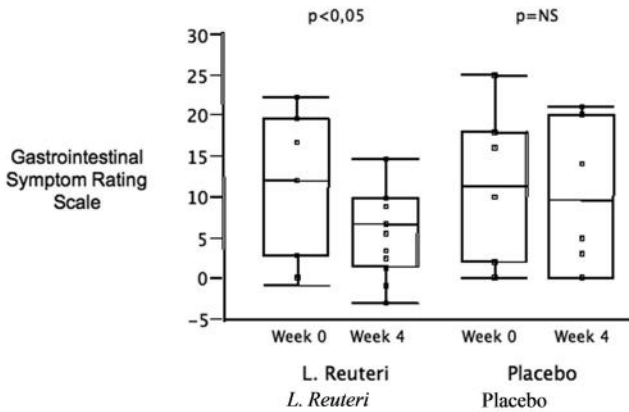 p<0,05 p=NS
30
25
20
15
10
5
0
-5
Gastrointestinal
Symptom Rating
Scale
Week 0 Week 4 Week 0 Week 4
L. Reuteri Placebo
L. Reuteri Placebo